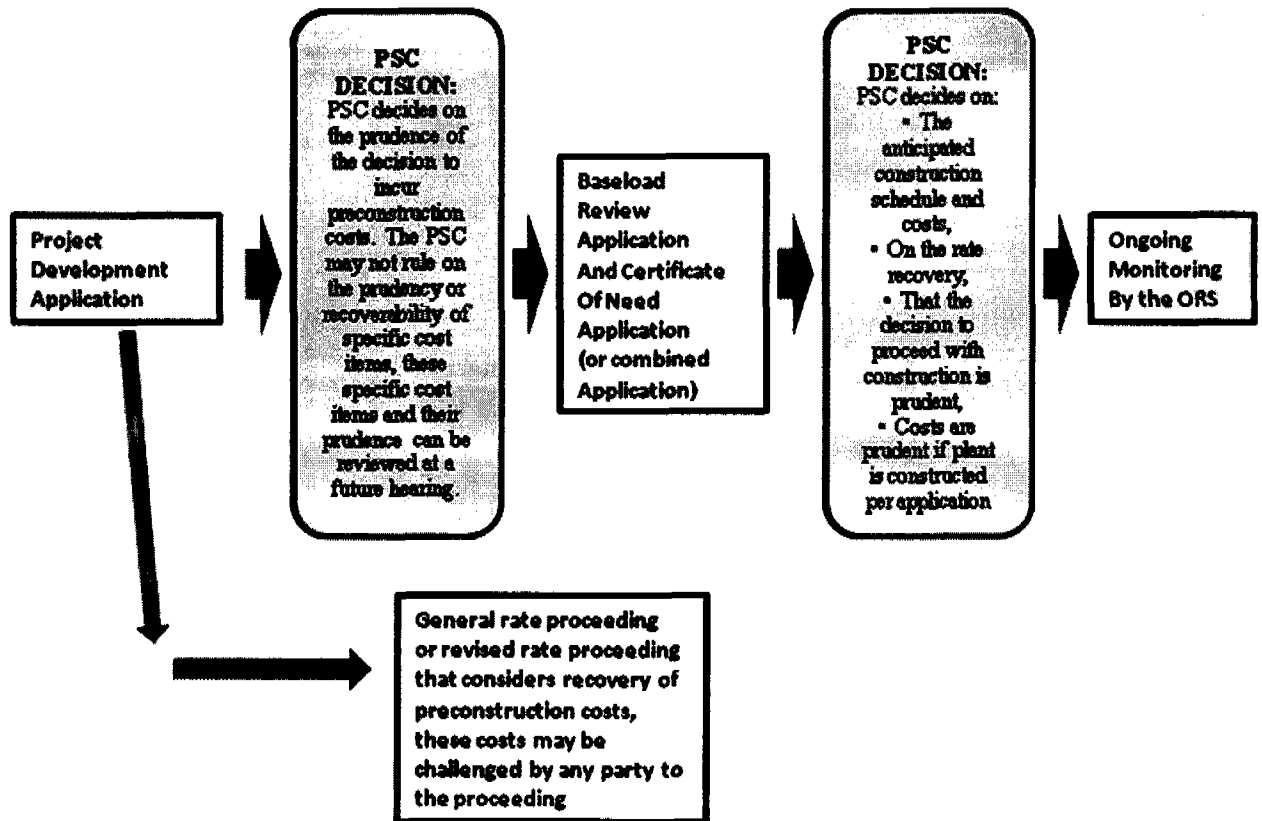 Project
Development
Application
PSC
DECISION:
PSC decides on
the prudence of
the decision to
incur
preconstruction
costs. The PSC
may not rule on
the prudency or
recoverability of
specific cost
items, these
specific cost
items and their
prudence can be
reviewed at a
future hearing
Baseload
Review
Application
And Certificate
Of Need
Application
(or combined
Application)
PSC
DECISION:
PSC decides on:
▪ The
anticipated
construction
schedule and
costs,
▪ On the rate
recovery,
▪ That the
decision to
proceed with
construction is
prudent,
▪ Costs are
prudent if plant
is constructed
per application
Ongoing
Monitoring
By the ORS
General rate proceeding
or revised rate proceeding
that considers recovery of
preconstruction costs,
these costs may be
challenged by any party to
the proceeding